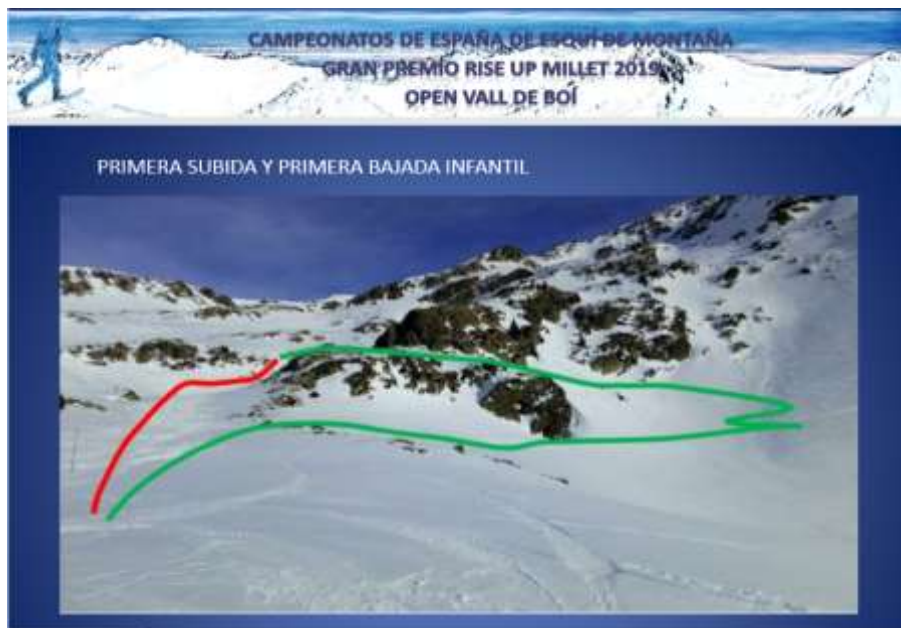 CAMPEONATOS DE ESPAÑA DE ESQUÍ DE MONTAÑA
GRAN PREMIO RISE UP MILLET 2019
OPEN VALL DE BOÍ
PRIMERA SUBIDA Y PRIMERA BAJADA INFANTIL